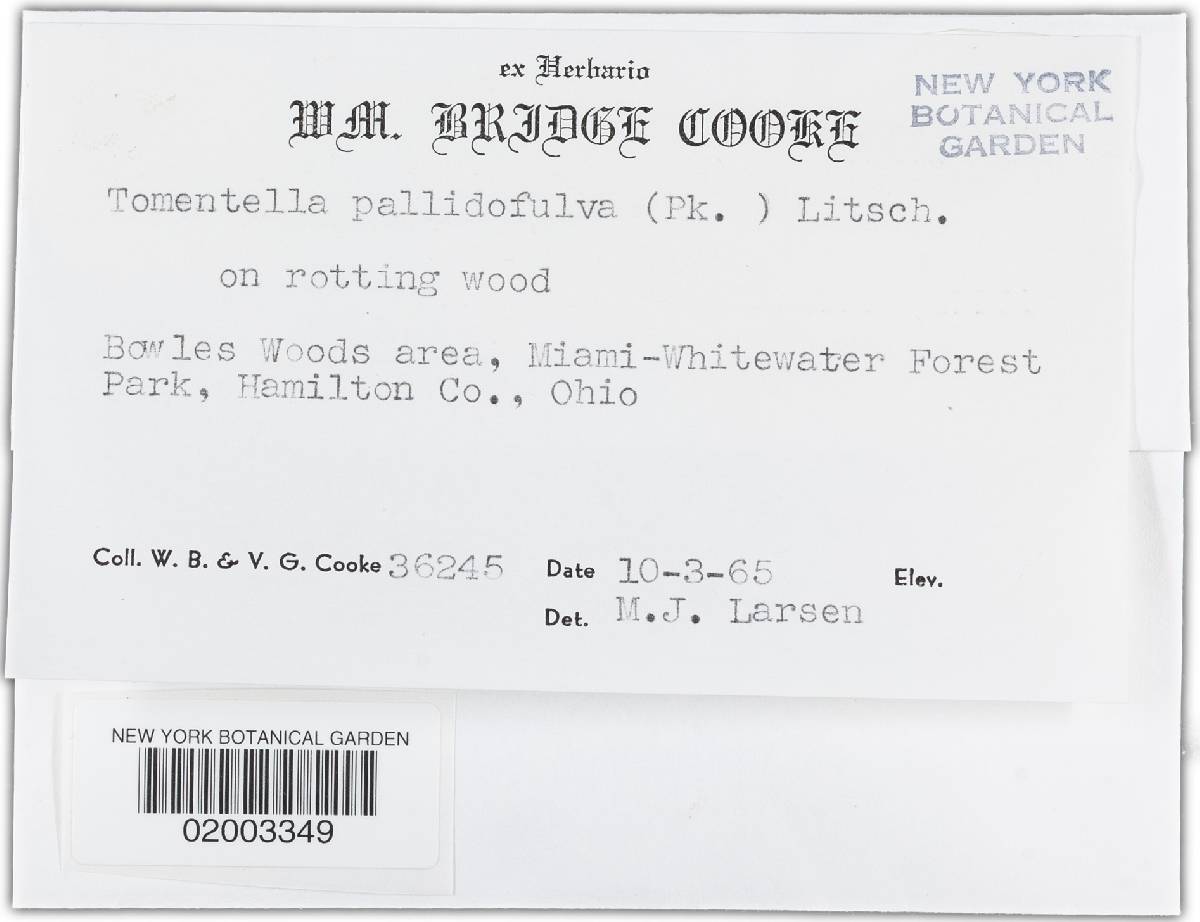 ex Herbario
WM. BRIDGE COOKE
NEW YORK
BOTANICAL
GARDEN
Tomentella pallidofulva (Pk. ) Litsch.
on rotting wood
Bowles Woods area, Miami-Whitewater Forest
Park, Hamilton Co., Ohio
Coll. W. B. & V. G. Cooke 36245 Date 10-3-65 Elev.
Det. M.J. Larsen
NEW YORK BOTANICAL GARDEN
02003349